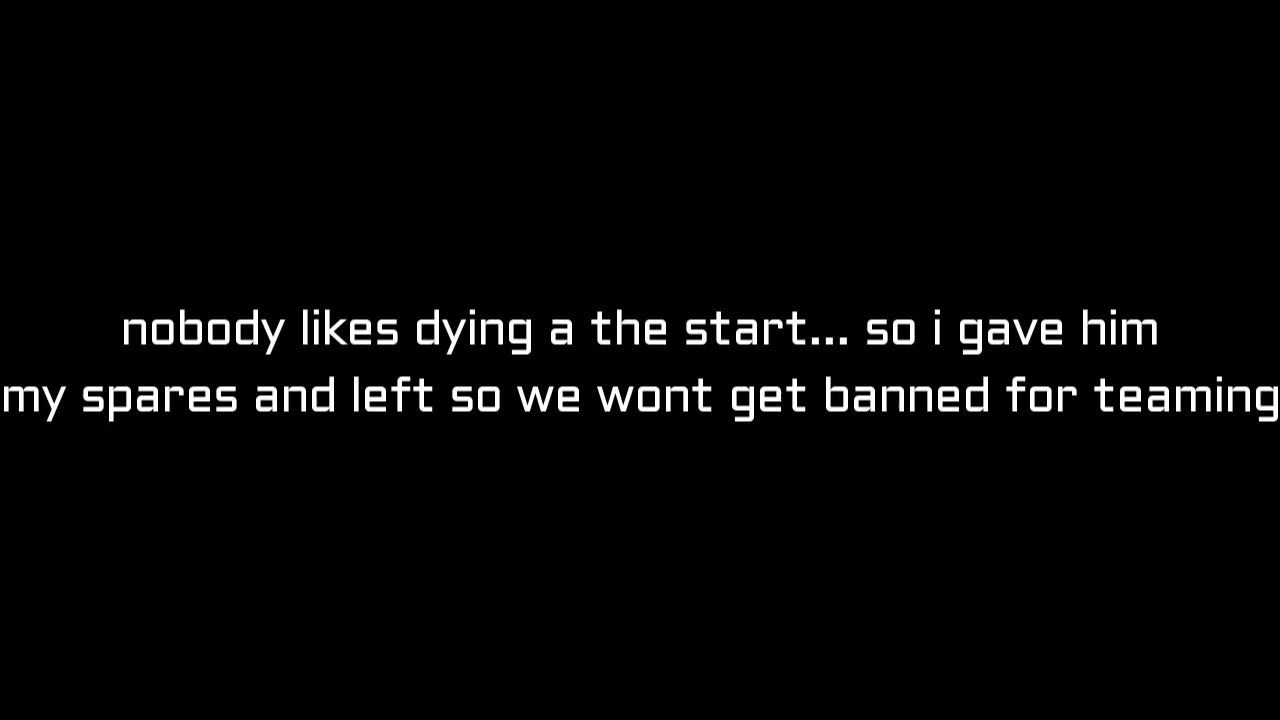 nobody likes dying a the start... so i gave him
my spares and left so we wont get banned for teaming